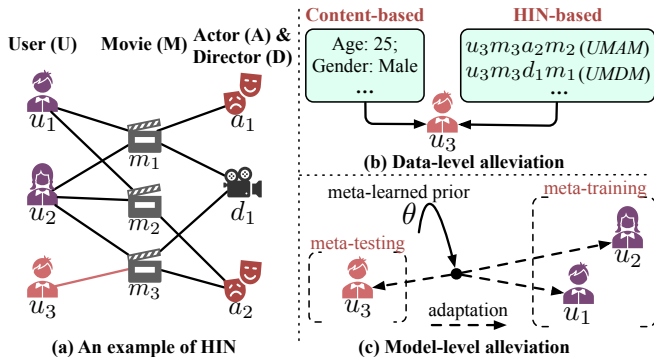 User (U) Movie (M) Actor (A) & Director (D)
u₁
u₂
u₃
m₁
m₂
m₃
a₁
d₁
a₂
(a) An example of HIN
Content-based
HIN-based
Age: 25;
Gender: Male
...
u₃m₃a₂m₂ (UMAM)
u₃m₃d₁m₁ (UMDM)
...
u₃
(b) Data-level alleviation
meta-learned prior
θ
meta-training
meta-testing
u₂
u₃
u₁
adaptation
(c) Model-level alleviation